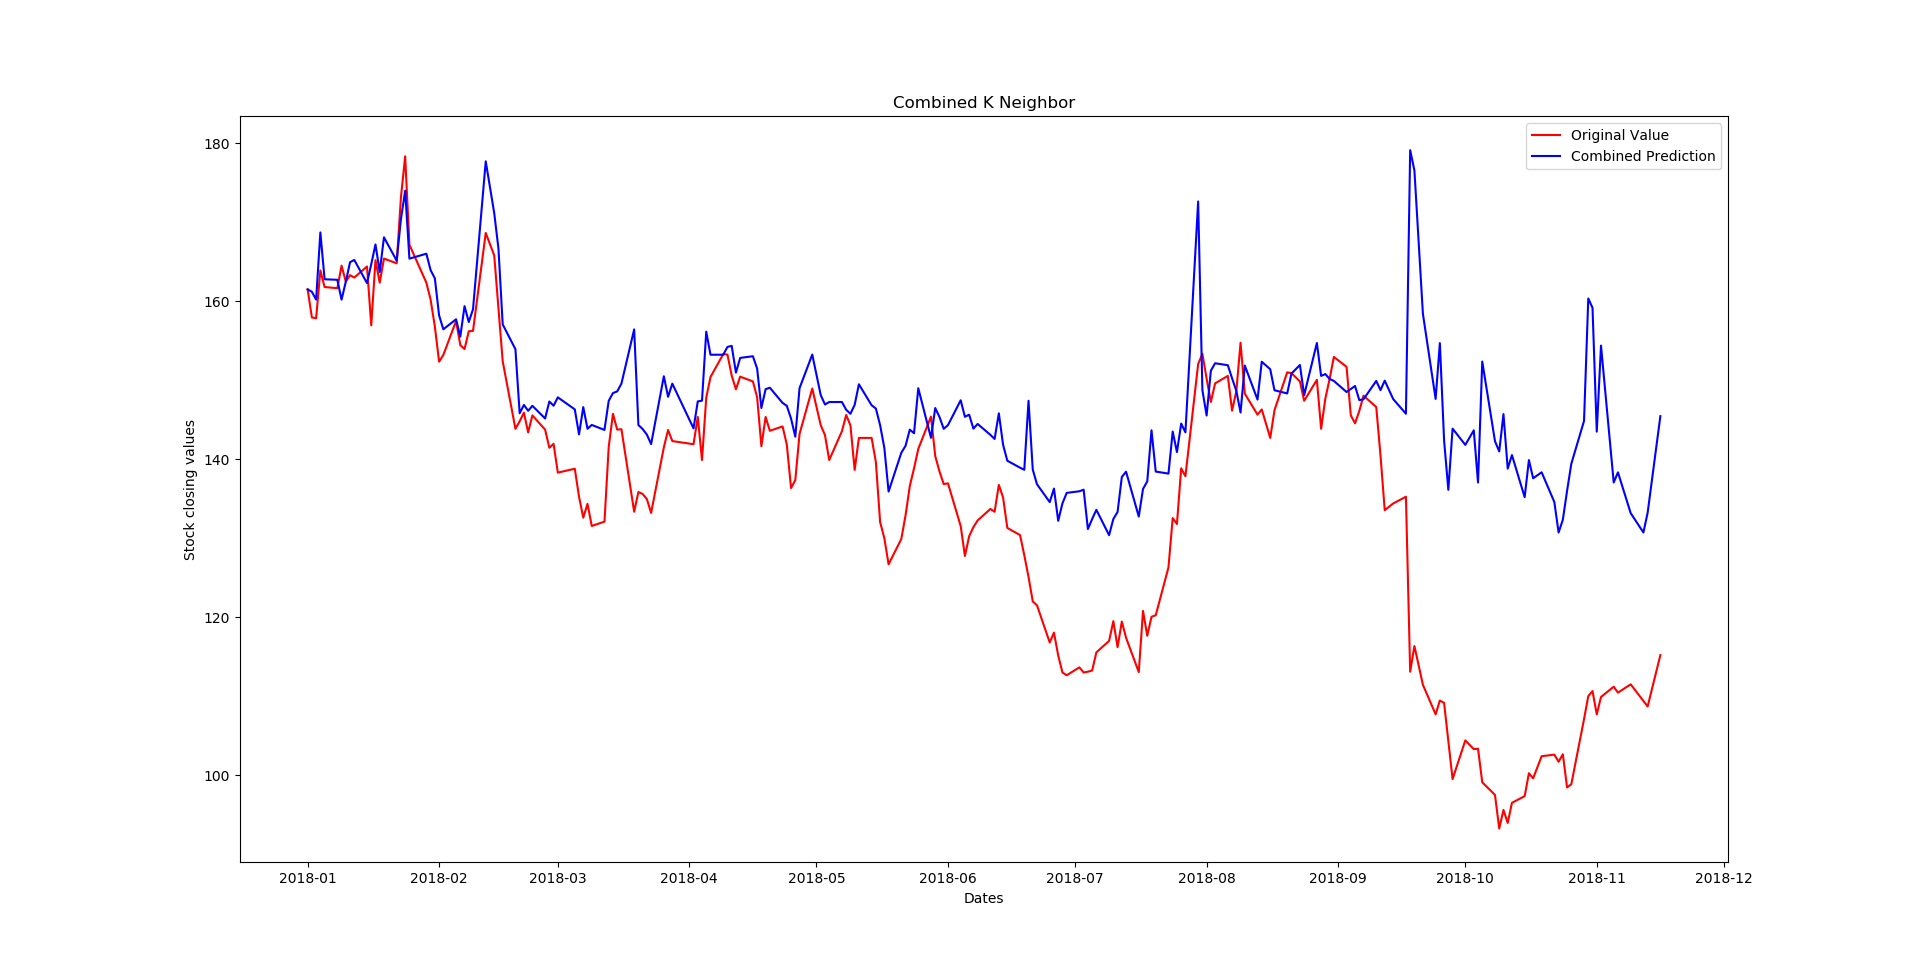 Combined K Neighbor
Original Value
Combined Prediction
180
160
140
120
100
Stock closing values
2018-01 2018-02 2018-03 2018-04 2018-05 2018-06 2018-07 2018-08 2018-09 2018-10 2018-11 2018-12
Dates